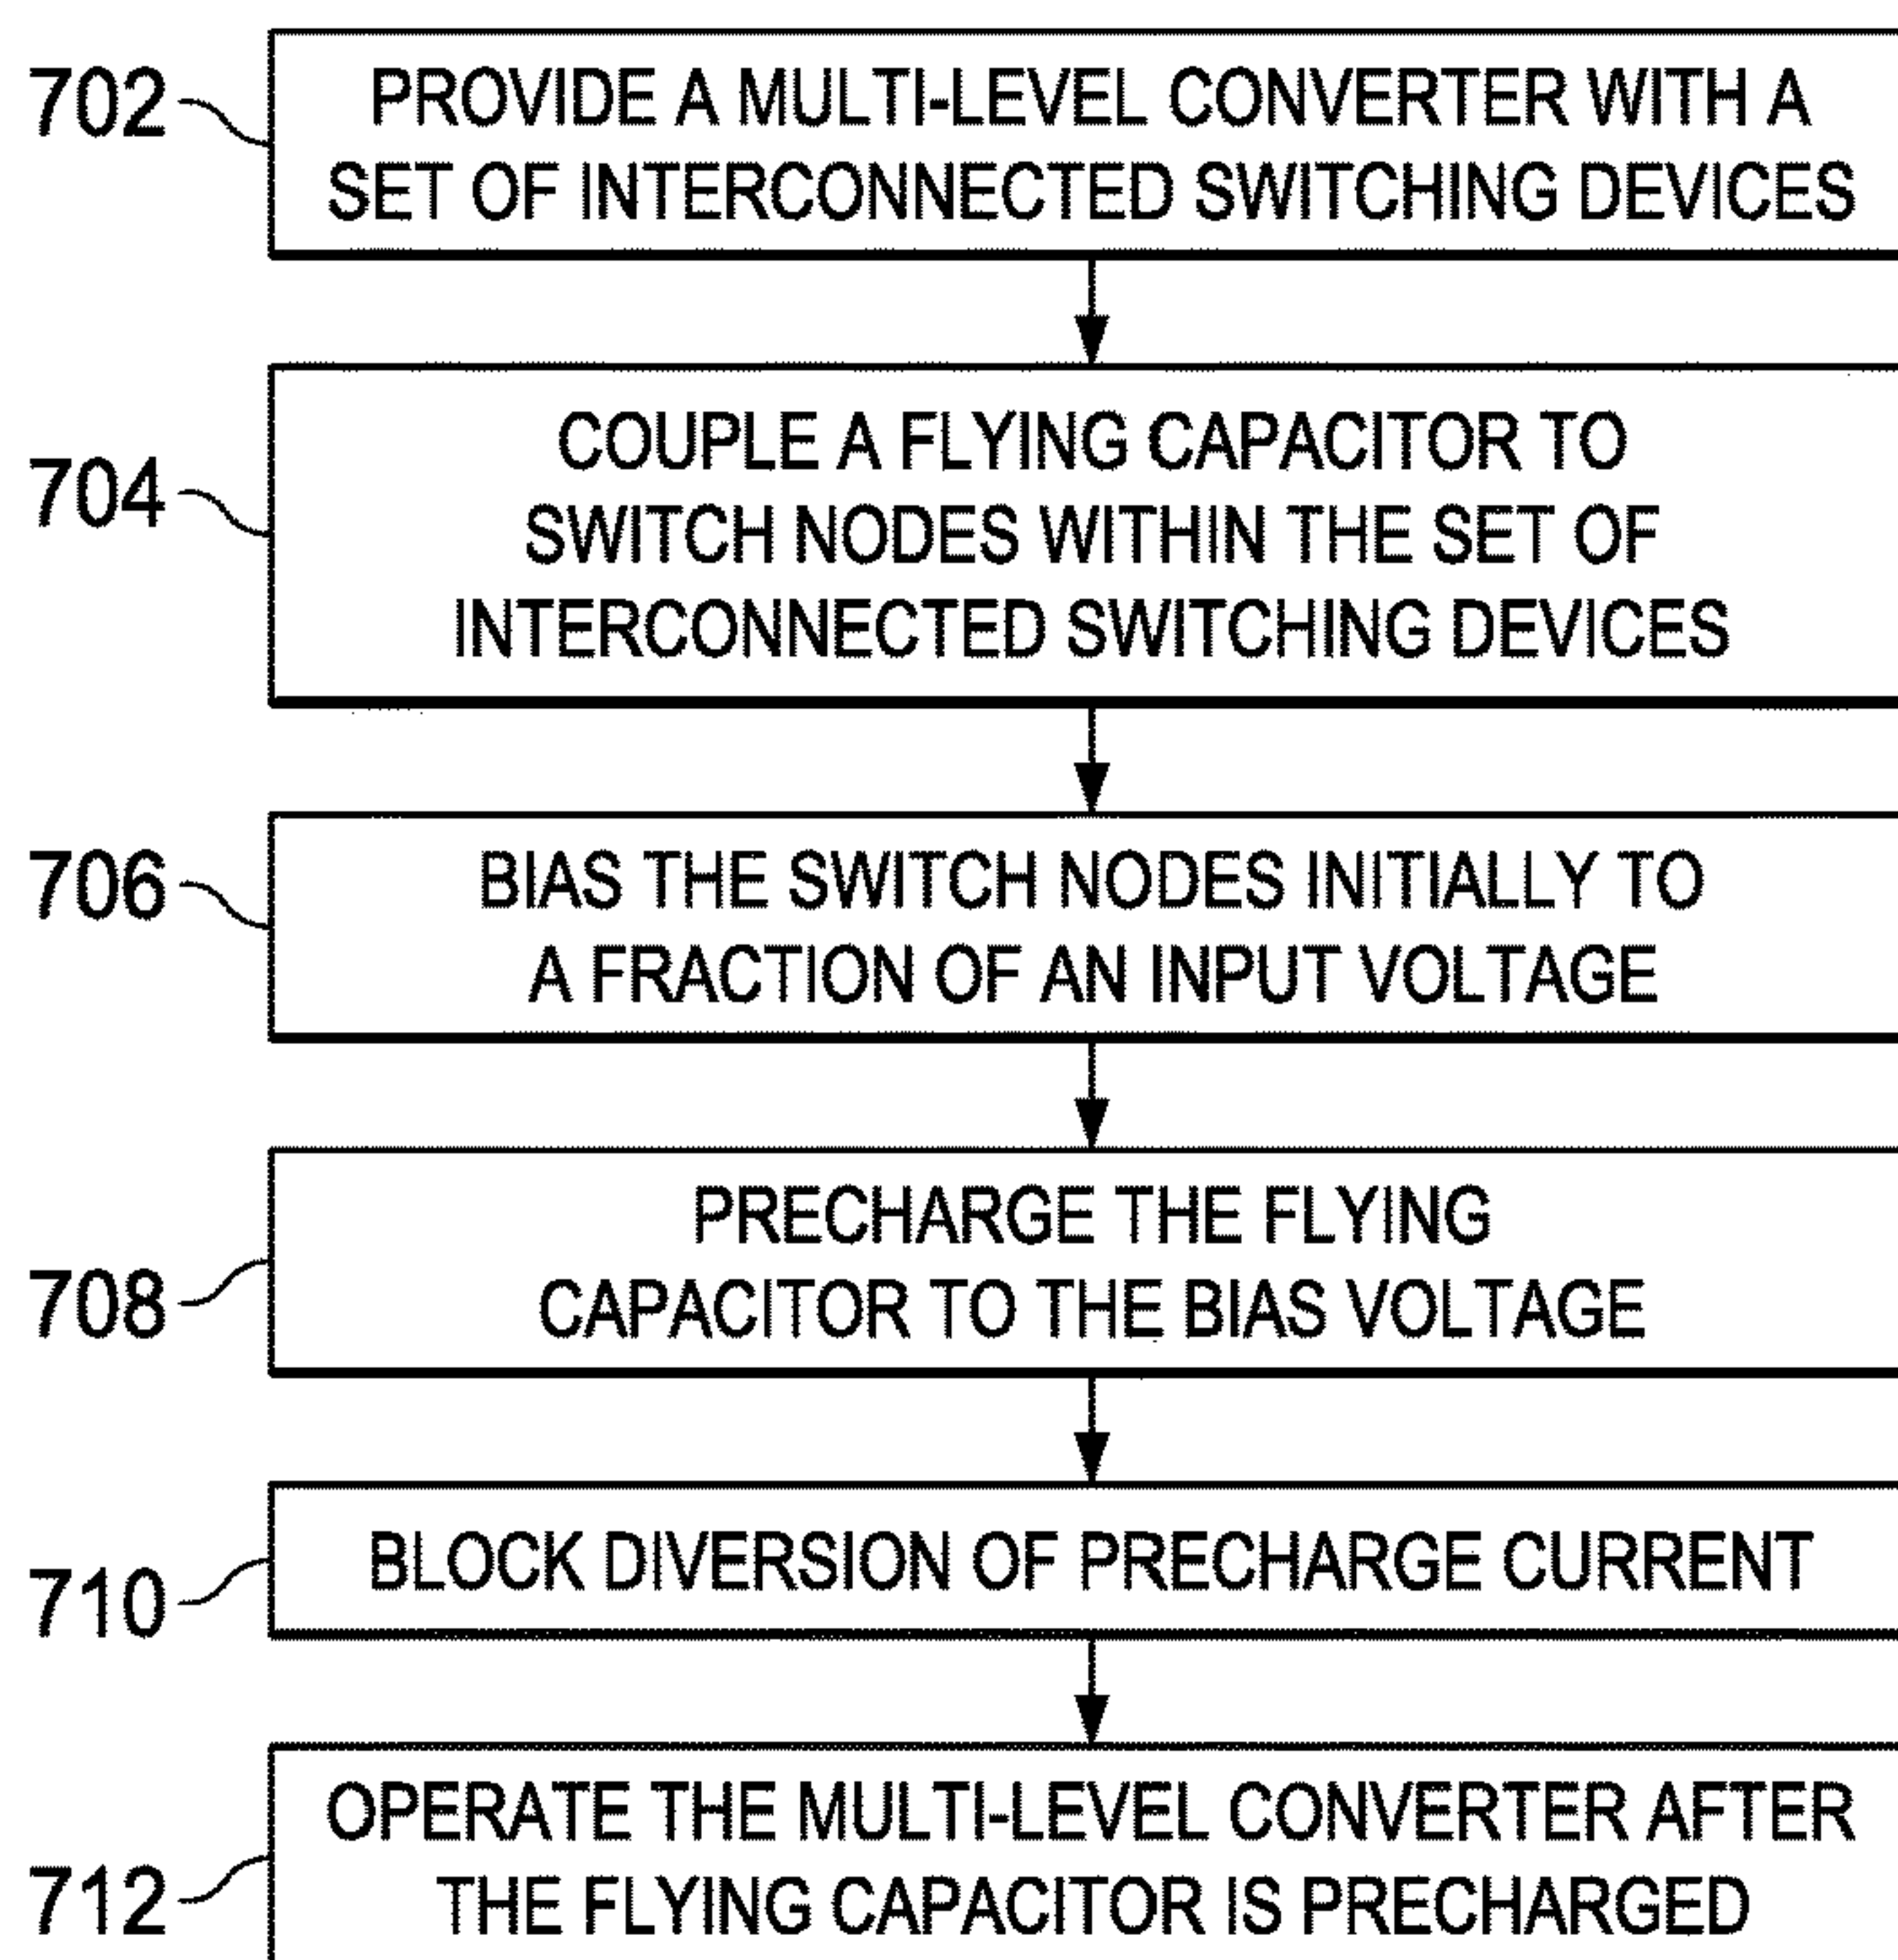 702
PROVIDE A MULTI-LEVEL CONVERTER WITH A
SET OF INTERCONNECTED SWITCHING DEVICES
704
COUPLE A FLYING CAPACITOR TO
SWITCH NODES WITHIN THE SET OF
INTERCONNECTED SWITCHING DEVICES
706
BIAS THE SWITCH NODES INITIALLY TO
A FRACTION OF AN INPUT VOLTAGE
708
PRECHARGE THE FLYING
CAPACITOR TO THE BIAS VOLTAGE
710
BLOCK DIVERSION OF PRECHARGE CURRENT
712
OPERATE THE MULTI-LEVEL CONVERTER AFTER
THE FLYING CAPACITOR IS PRECHARGED